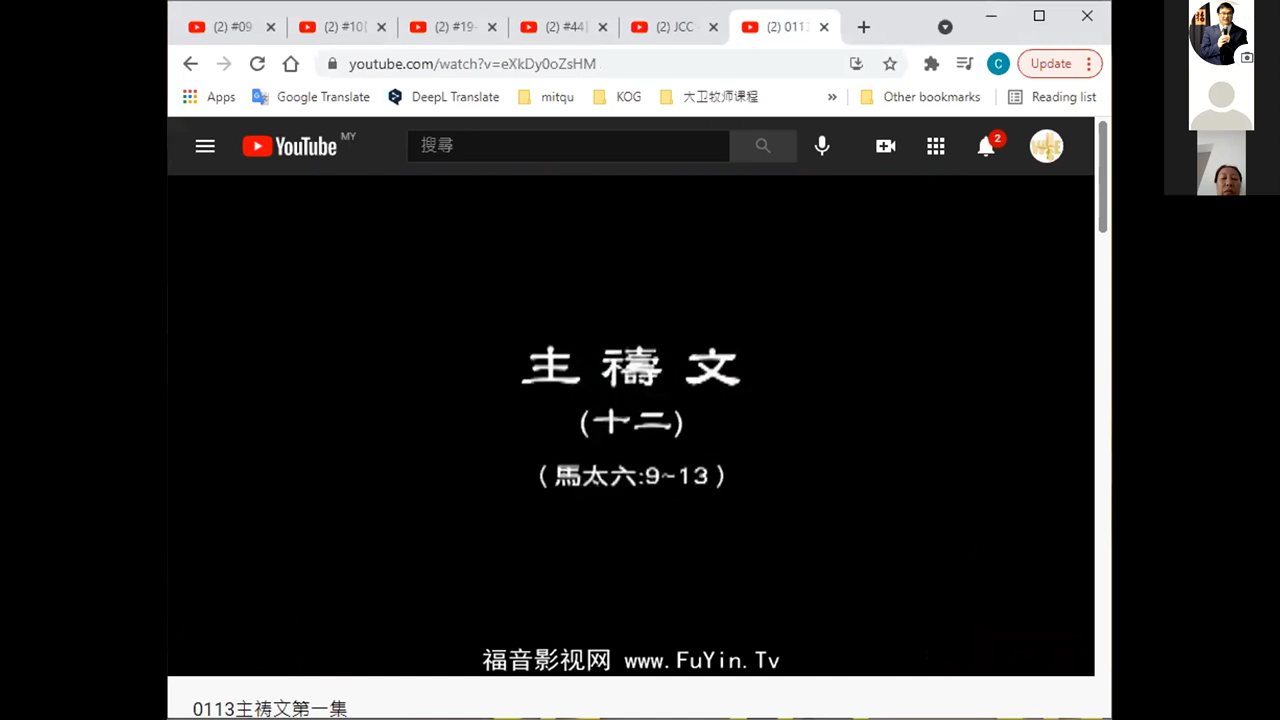 (2) #09
(2) #10
(2) #19-
(2) #44
(2) JCC
(2) 011
youtube.com/watch?v=eXkDy0oZsHM
C
Update
Apps
Google Translate
DeepL Translate
mitqu
KOG
大卫牧师课程
»
Other bookmarks
Reading list
YouTube MY
搜尋
2
主禱文
(十二)
(馬太六:9~13)
福音影视网 www.FuYin.Tv
0113主祷文第一集